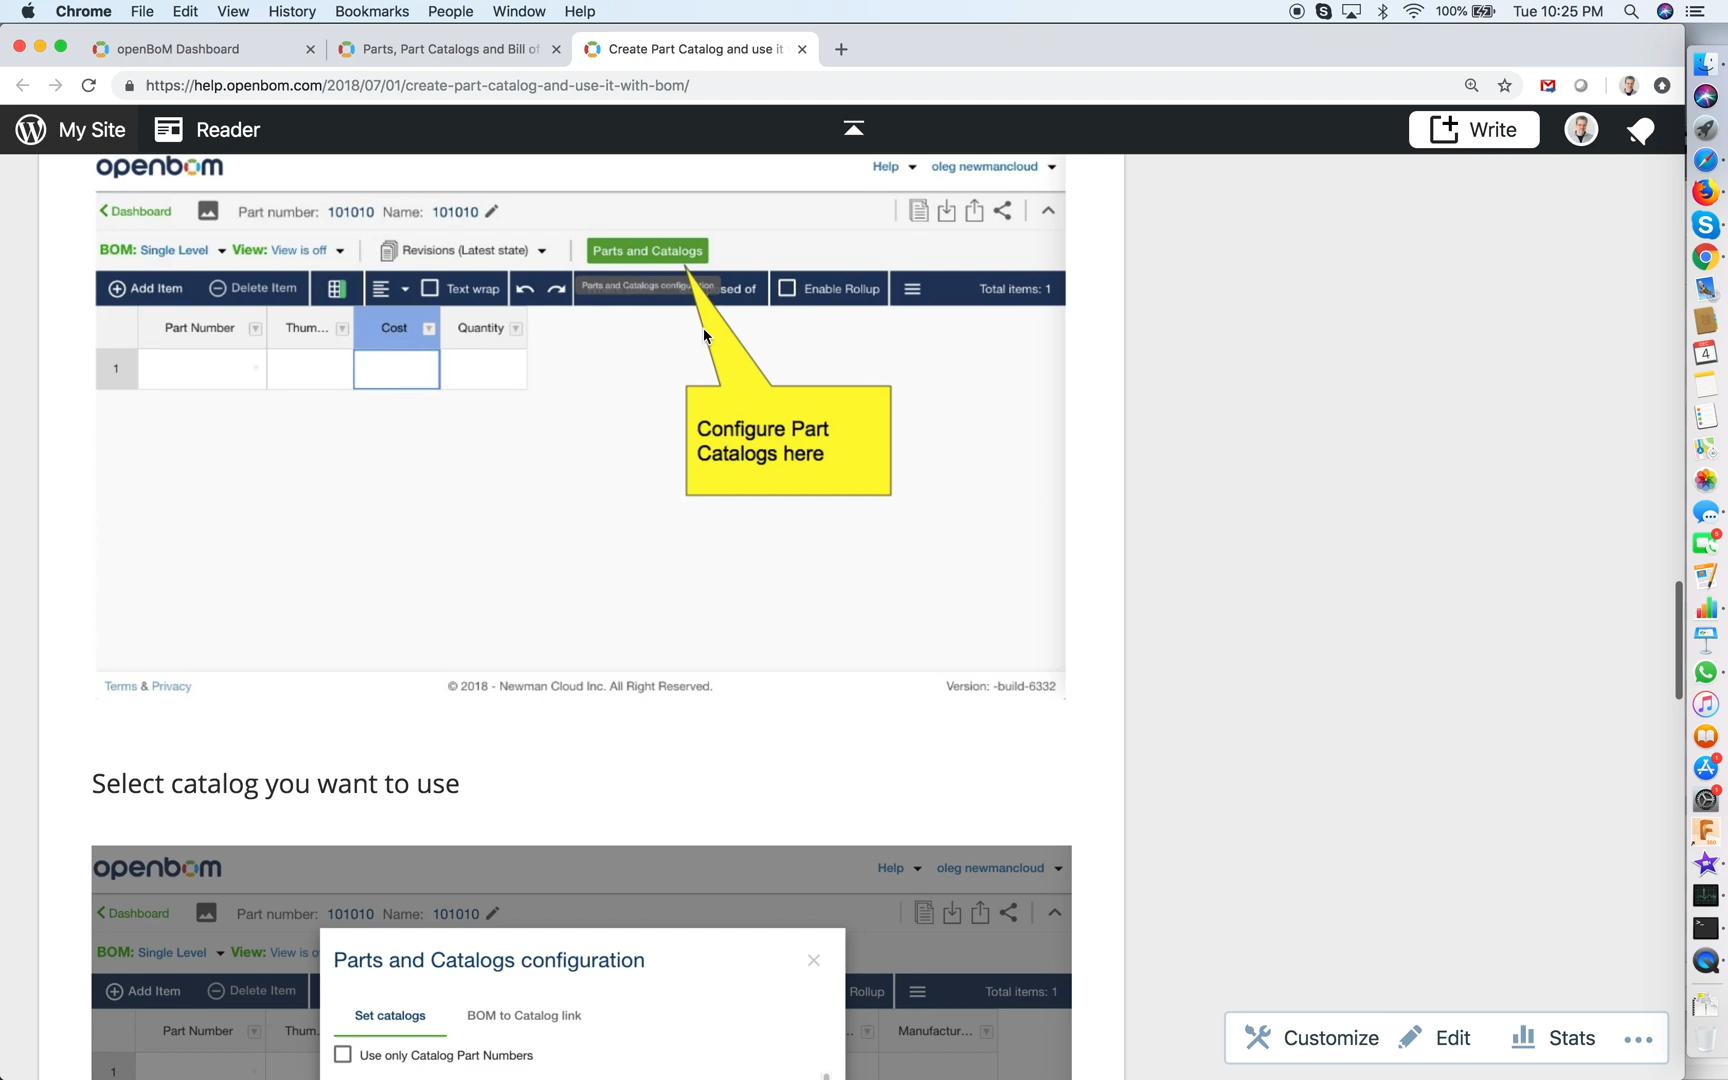 Chrome File Edit View History Bookmarks People Window Help 100% Tue 10:25 PM
openBoM Dashboard Parts, Part Catalogs and Bill of Create Part Catalog and use it
https://help.openbom.com/2018/07/01/create-part-catalog-and-use-it-with-bom/
My Site Reader Write
openbom Help oleg newmancloud
Dashboard Part number: 101010 Name: 101010
BOM: Single Level View: View is off Revisions (Latest state) Parts and Catalogs
Add Item Delete Item Text wrap Parts and Catalogs configuration sed of Enable Rollup Total items: 1
Part Number Thum... Cost Quantity
1
Configure Part
Catalogs here
Terms & Privacy © 2018 - Newman Cloud Inc. All Right Reserved. Version: -build-6332
Select catalog you want to use
openbom Help oleg newmancloud
Dashboard Part number: 101010 Name: 101010
BOM: Single Level View: View is o
Parts and Catalogs configuration
Add Item Delete Item Rollup Total items: 1
Set catalogs BOM to Catalog link
Part Number Thum. Manufactur...
Use only Catalog Part Numbers
1
Customize Edit Stats